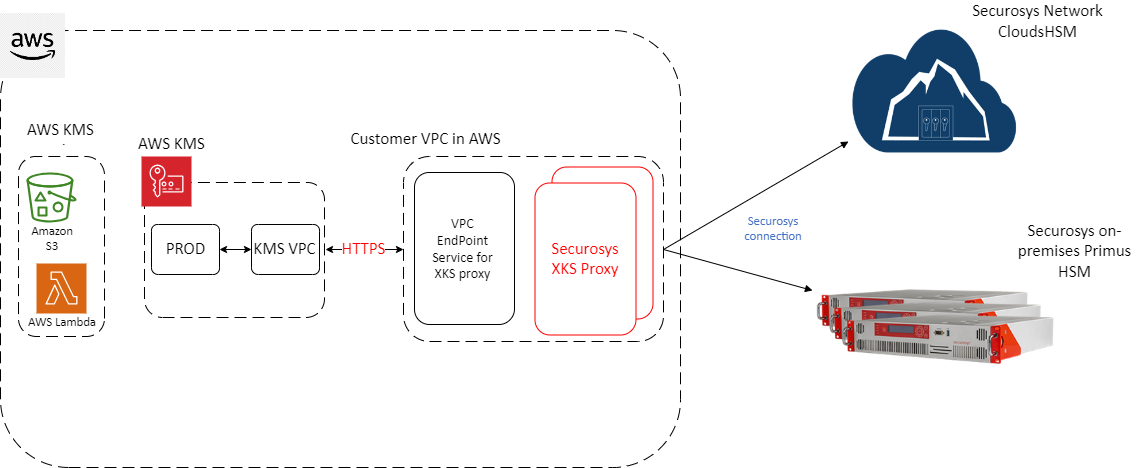 aws
AWS KMS
Amazon
S3
AWS Lambda
AWS KMS
PROD
KMS VPC
HTTPS
Customer VPC in AWS
VPC
EndPoint
Service for
XKS proxy
Securosys
XKS Proxy
Securosys
connection
Securosys Network
CloudsHSM
Securosys on-
premises Primus
HSM